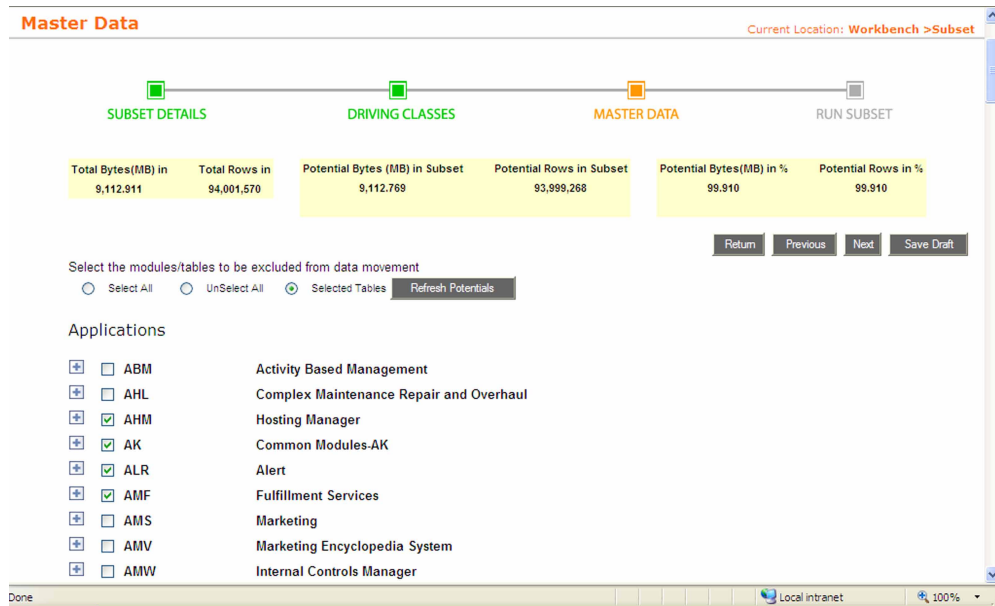 Master Data
Current Location: Workbench >Subset
SUBSET DETAILS DRIVING CLASSES MASTER DATA RUN SUBSET
Total Bytes(MB) in Total Rows in Potential Bytes (MB) in Subset Potential Rows in Subset Potential Bytes(MB) in % Potential Rows in %
9,112.911 94,001,570 9,112.769 93,999,268 99.910 99.910
Return Previous Next Save Draft
Select the modules/tables to be excluded from data movement
Select All UnSelect All Selected Tables Refresh Potentials
Applications
ABM Activity Based Management
AHL Complex Maintenance Repair and Overhaul
AHM Hosting Manager
AK Common Modules-AK
ALR Alert
AMF Fulfillment Services
AMS Marketing
AMV Marketing Encyclopedia System
AMW Internal Controls Manager
Done Local intranet 100%